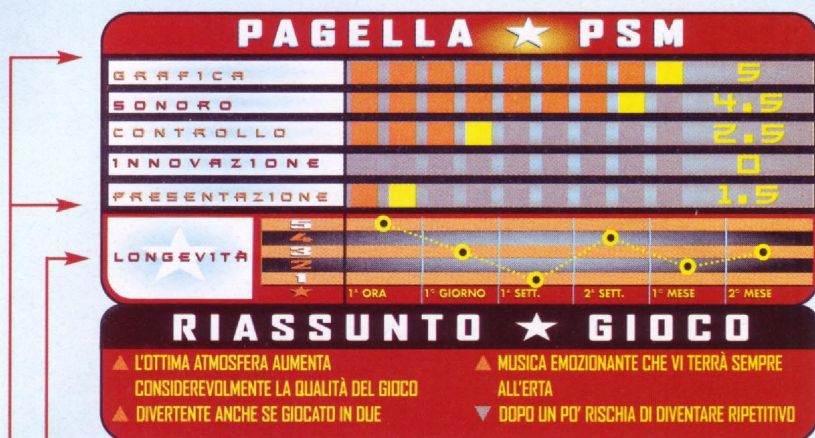 PAGELLA ★ PSM
GRAFICA 5
SONORO 4.5
CONTROLLO 2.5
INNOVAZIONE 0
PRESENTAZIONE 1.5
LONGEVITÀ
5
4
3
2
1
1ª ORA 1° GIORNO 1ª SETT. 2ª SETT. 1° MESE 2° MESE
RIASSUNTO ★ GIOCO
L'OTTIMA ATMOSFERA AUMENTA
CONSIDEREVOLMENTE LA QUALITÀ DEL GIOCO
DIVERTENTE ANCHE SE GIOCATO IN DUE
MUSICA EMOZIONANTE CHE VI TERRÀ SEMPRE
ALL'ERTA
DOPO UN PO' RISCHIA DI DIVENTARE RIPETITIVO